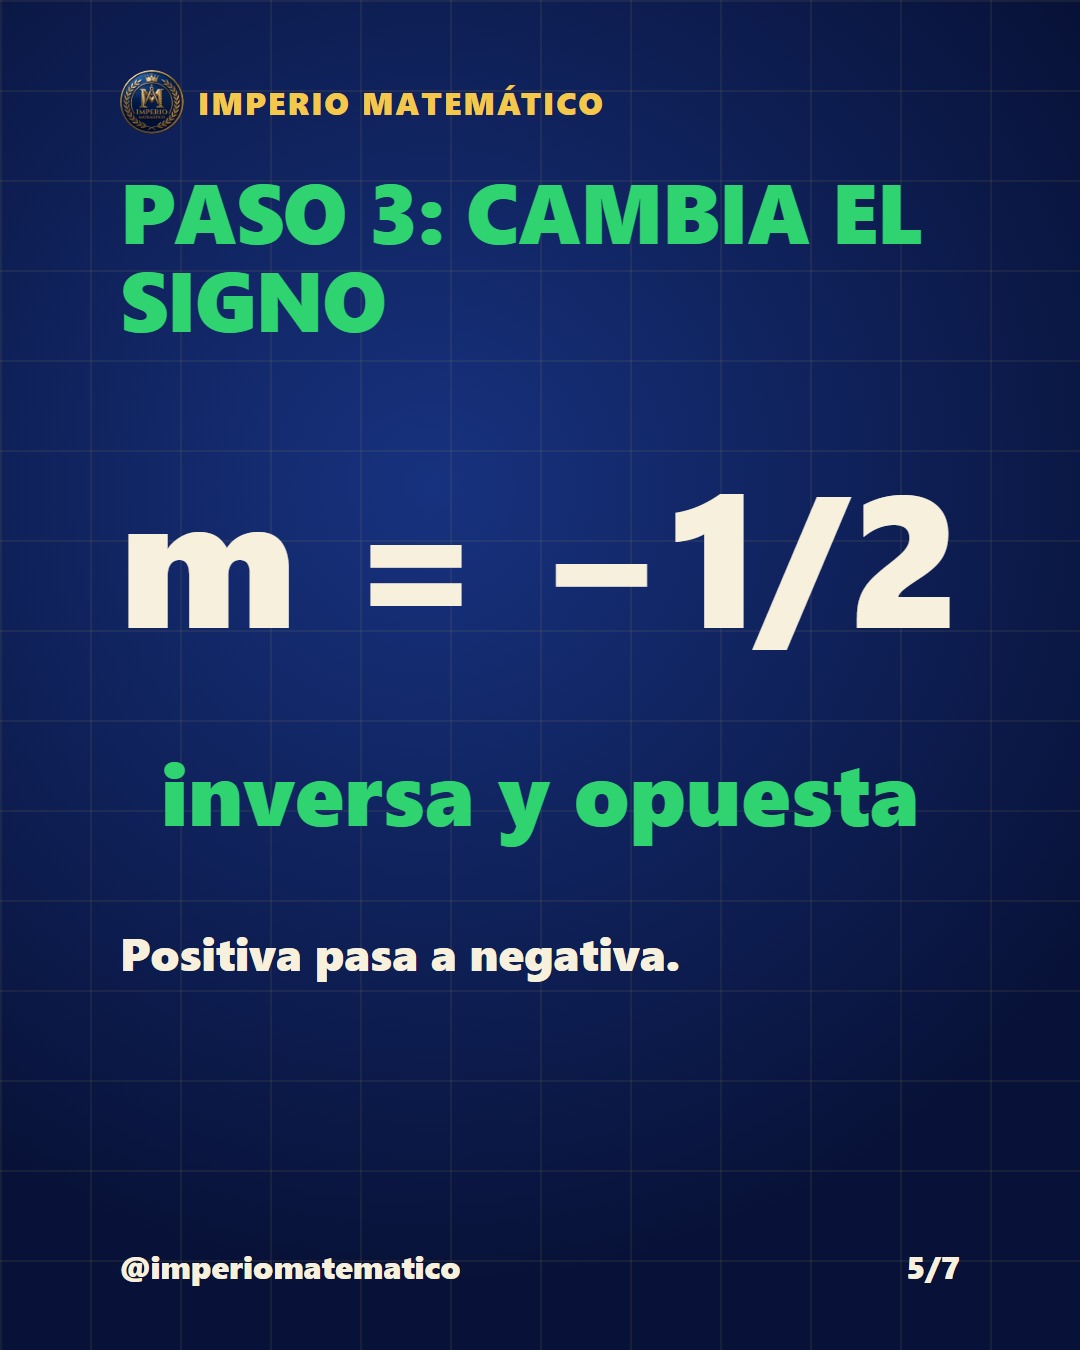 IMPERIO MATEMÁTICO
PASO 3: CAMBIA EL
SIGNO
m = −1/2
inversa y opuesta
Positiva pasa a negativa.
@imperiomatematico
5/7